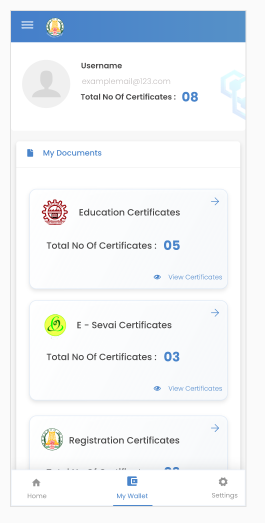 Username
examplemail@123.com
Total No Of Certificates : 08
My Documents
Education Certificates
Total No Of Certificates : 05
View Certificates
E - Sevai Certificates
Total No Of Certificates : 03
View Certificates
Registration Certificates
Home
My Wallet
Settings